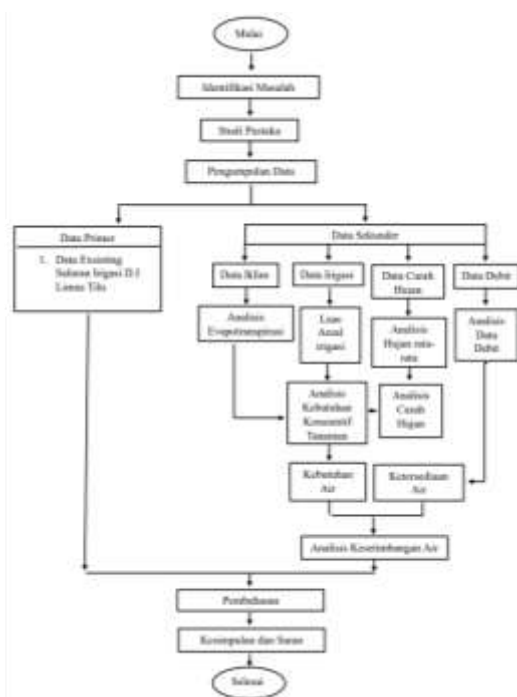 Mulai
Identifikasi Masalah
Studi Pustaka
Pengumpulan Data
Data Primer
1. Data Existing
Saluran Irigasi D.I
Data Sekunder
Data Iklim
Data Irigasi
Data Curah
Hujan
Data Debit
Analisis
Evapotranspirasi
Luas
Areal
irigasi
Analisis
Hujan rata-
rata
Analisis
Data
Debit
Analisis
Kebutuhan
Konsumtif
Tanaman
Analisis
Curah
Hujan
Kebutuhan
Air
Ketersediaan
Air
Analisis Keseimbangan Air
Pembahasan
Kesimpulan dan Saran
Selesai